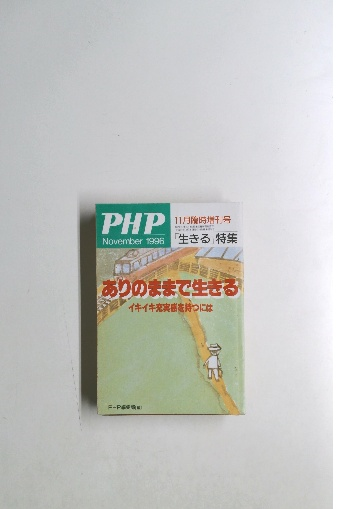 PHP
November 1996
11月臨時増刊号
「生きる」特集
ありのままで生きる
イキイキ充実感を持つには